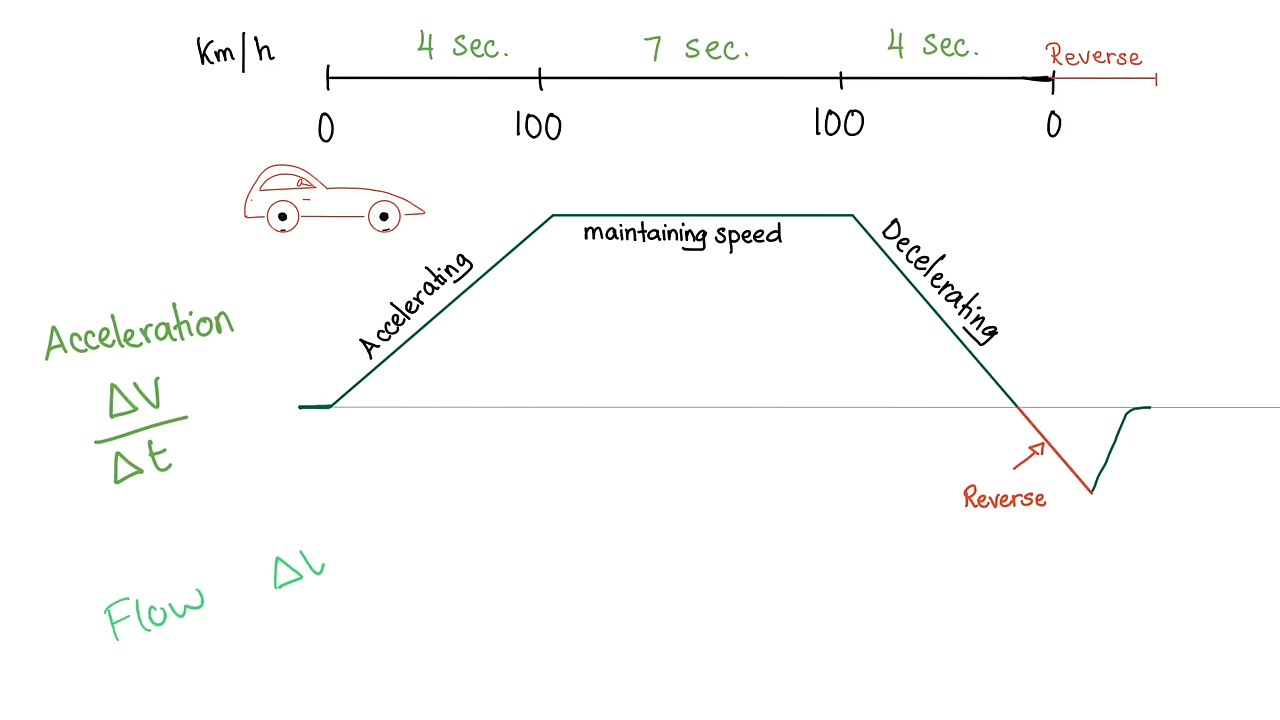 Km/h 4 sec. 7 sec. 4 sec. Reverse
0 100 100 0
maintaining speed
Accelerating
Decelerating
Acceleration
ΔV
Δt
Reverse
Flow